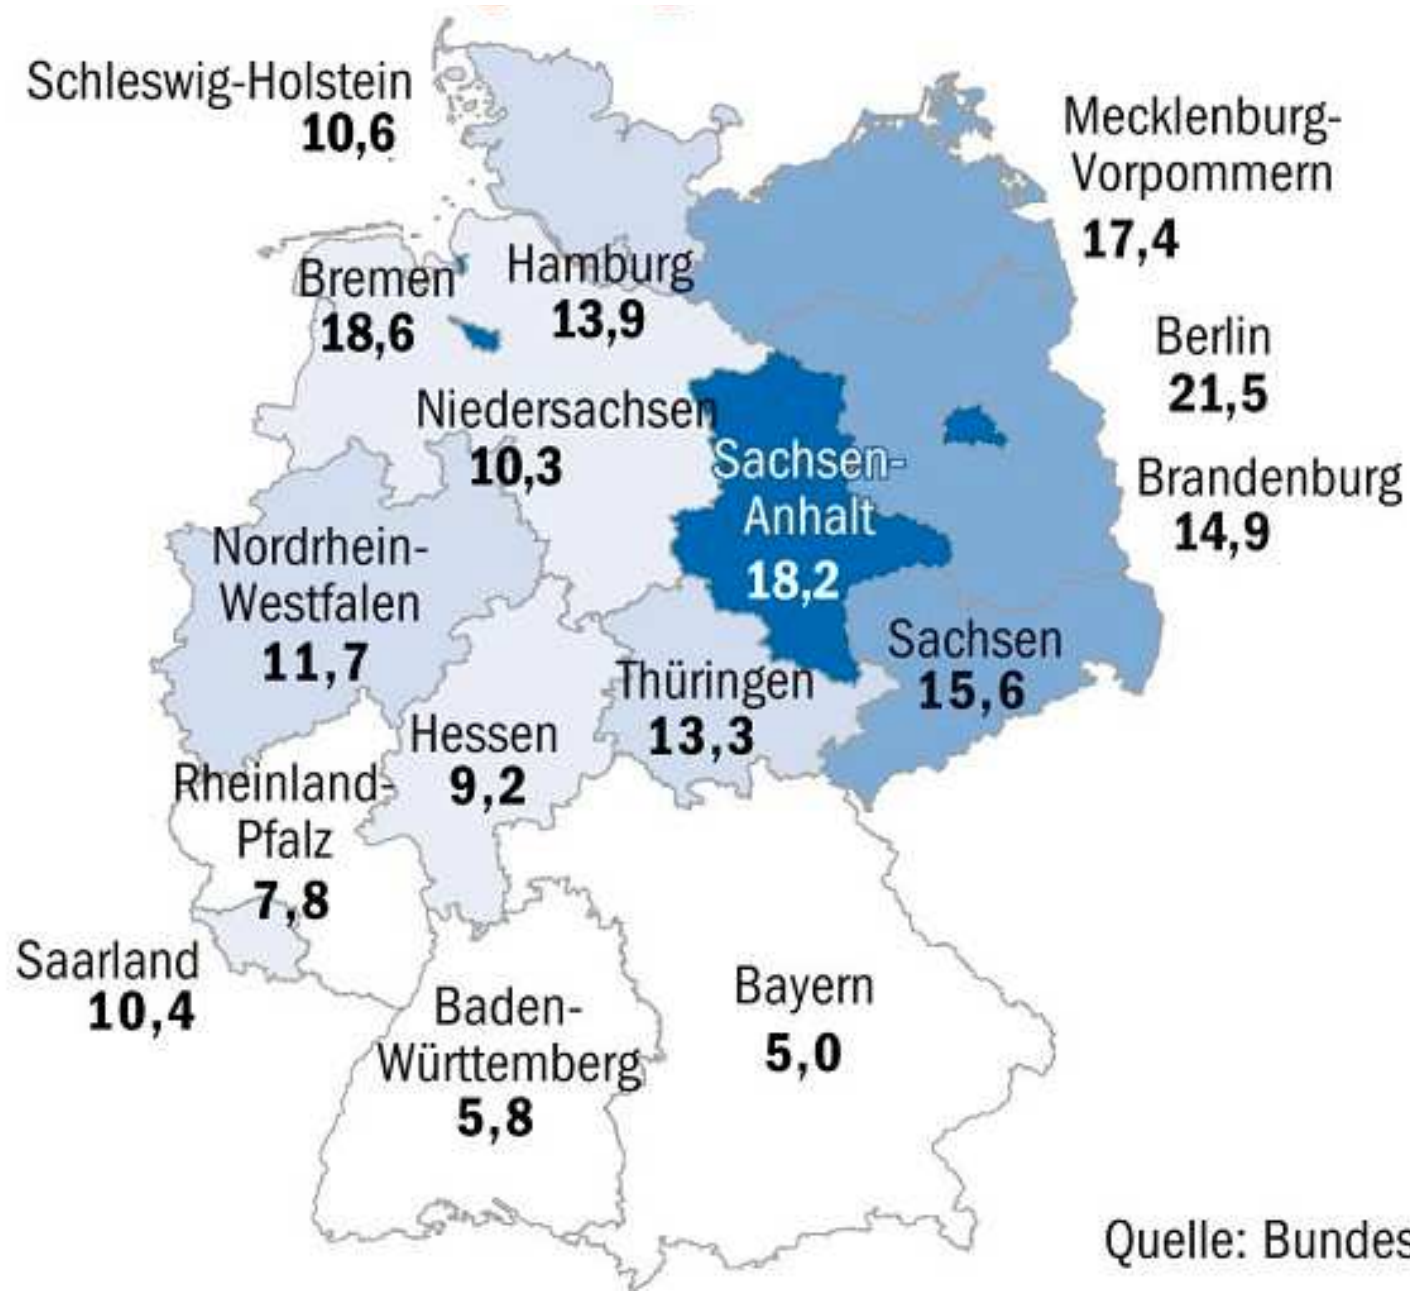 Schleswig-Holstein
10,6
Mecklenburg-
Vorpommern
17,4
Bremen
18,6
Hamburg
13,9
Berlin
21,5
Niedersachsen
10,3
Sachsen-
Anhalt
18,2
Brandenburg
14,9
Nordrhein-
Westfalen
11,7
Sachsen
15,6
Thüringen
13,3
Hessen
9,2
Rheinland-
Pfalz
7,8
Saarland
10,4
Baden-
Württemberg
5,8
Bayern
5,0
Quelle: Bundes